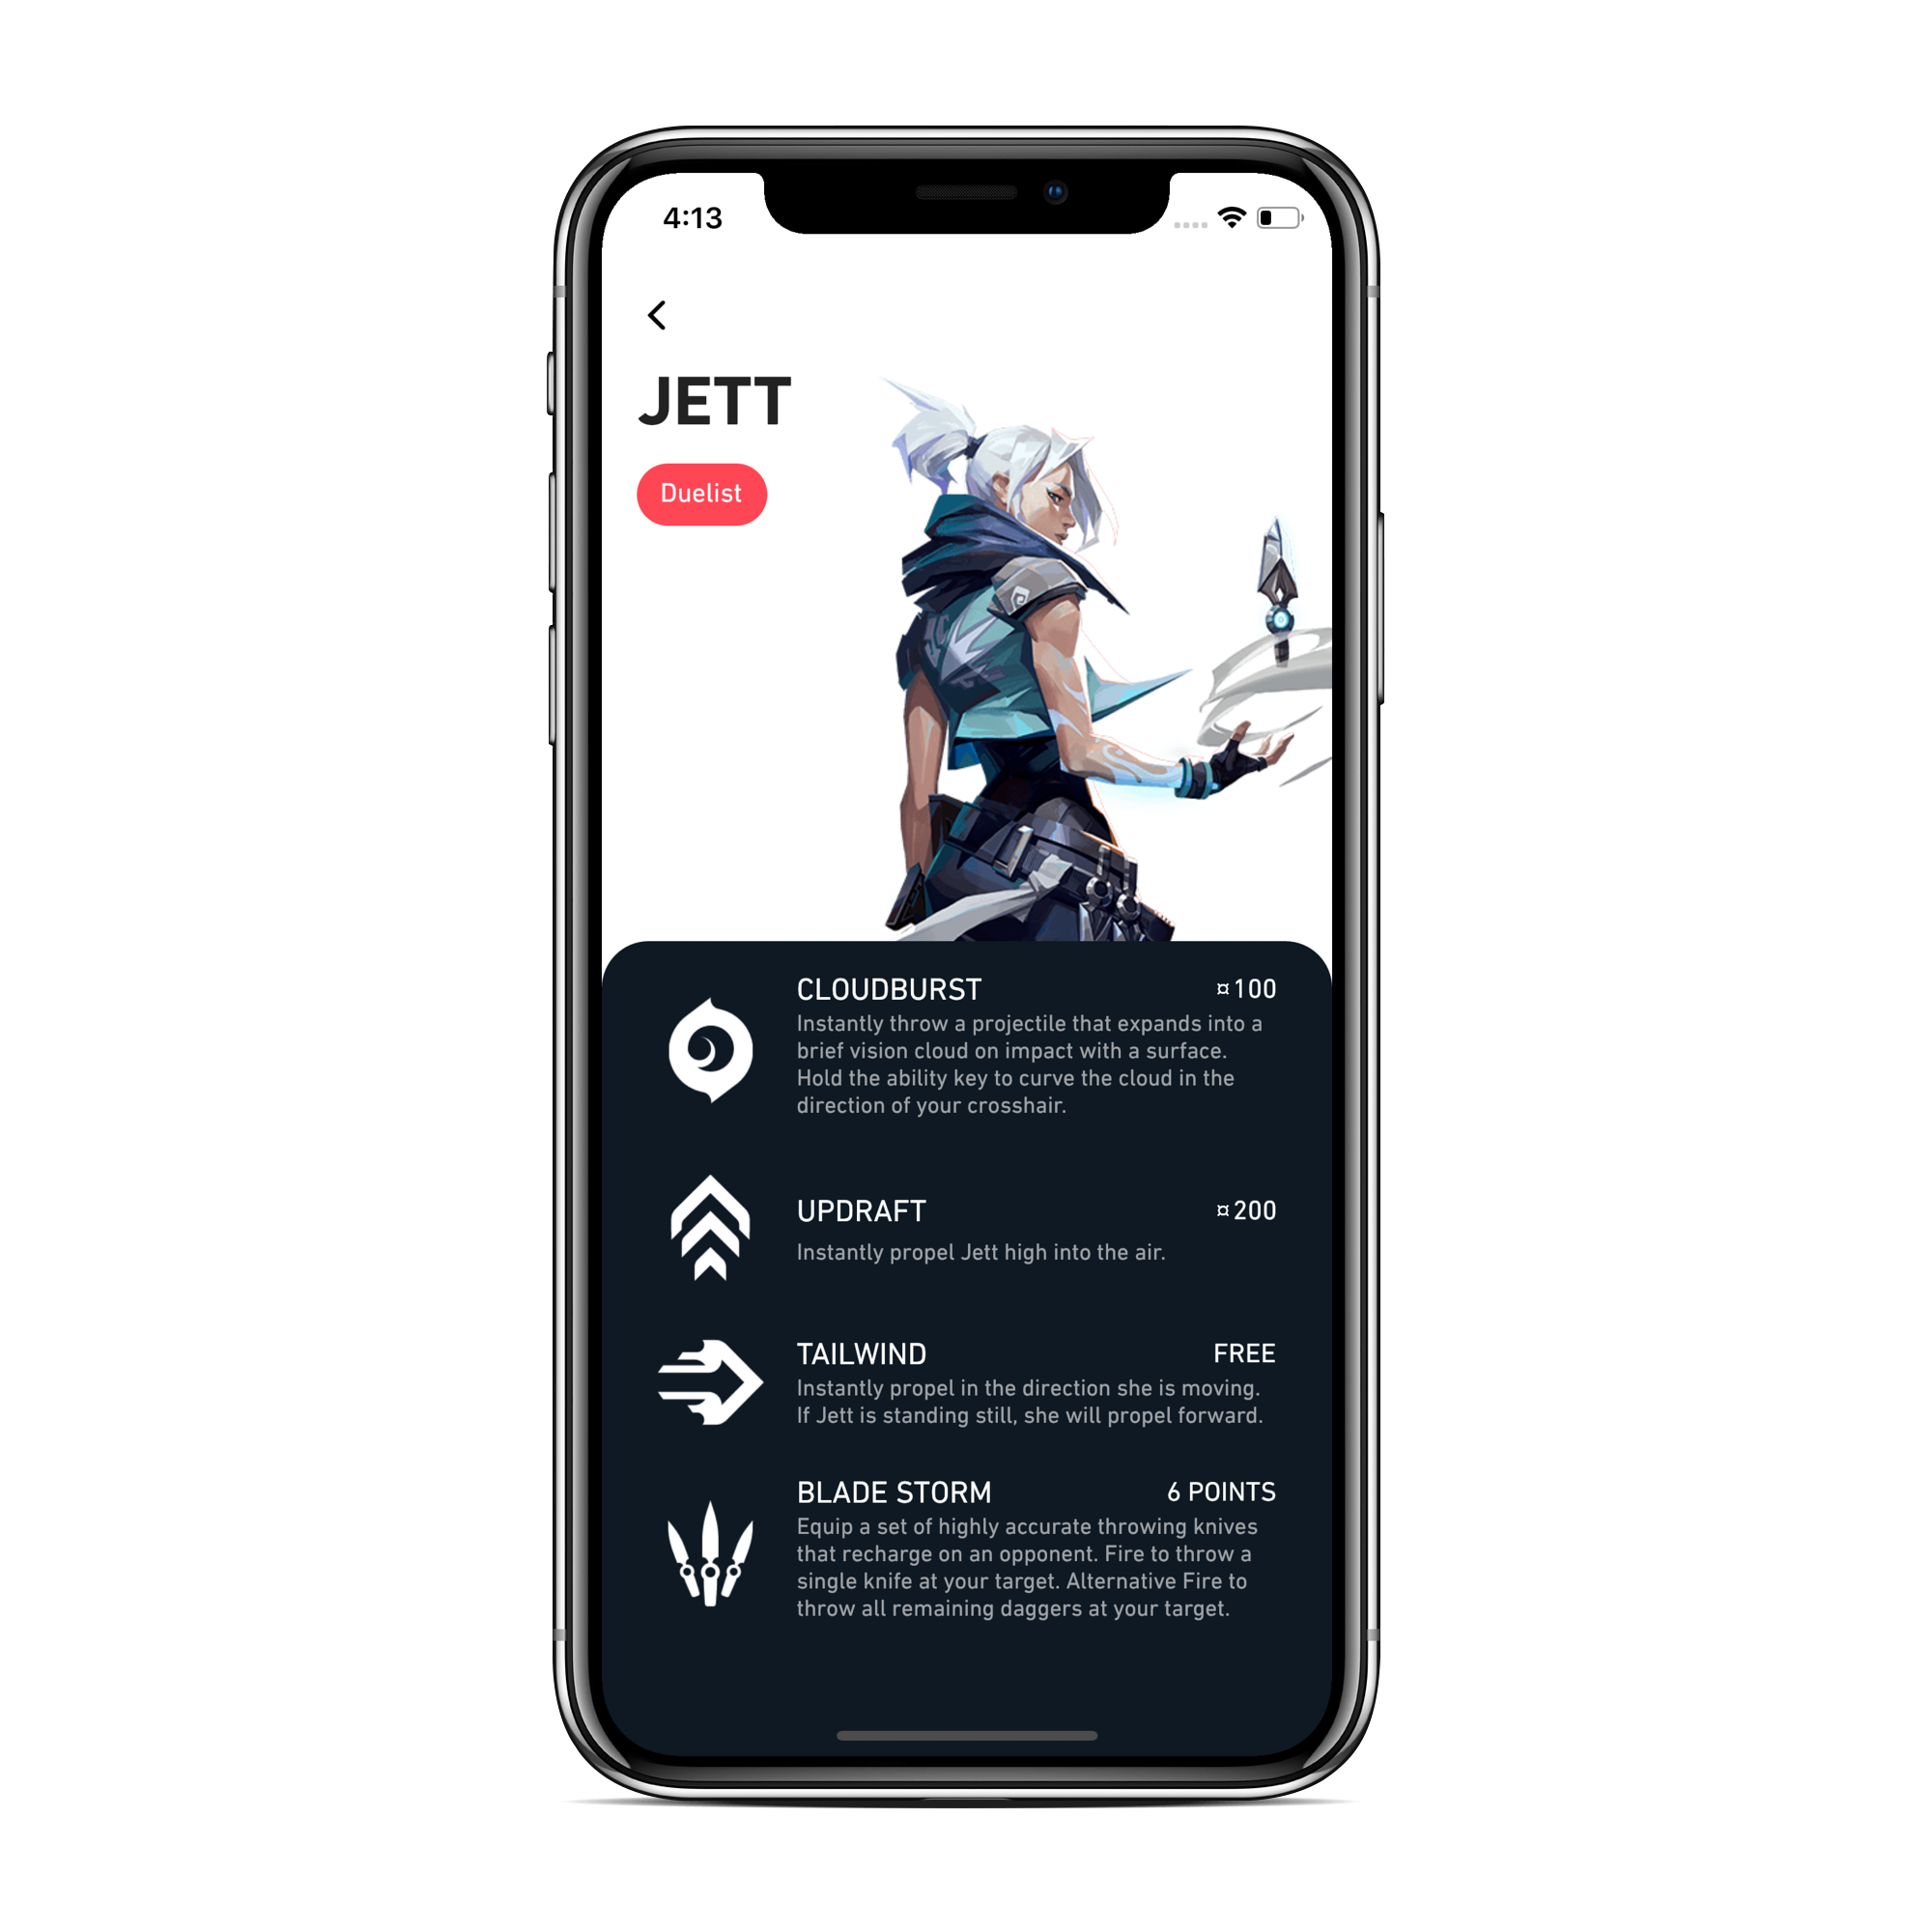 4:13
JETT
Duelist
CLOUDBURST ¤100
Instantly throw a projectile that expands into a
brief vision cloud on impact with a surface.
Hold the ability key to curve the cloud in the
direction of your crosshair.
UPDRAFT ¤200
Instantly propel Jett high into the air.
TAILWIND FREE
Instantly propel in the direction she is moving.
If Jett is standing still, she will propel forward.
BLADE STORM 6 POINTS
Equip a set of highly accurate throwing knives
that recharge on an opponent. Fire to throw a
single knife at your target. Alternative Fire to
throw all remaining daggers at your target.